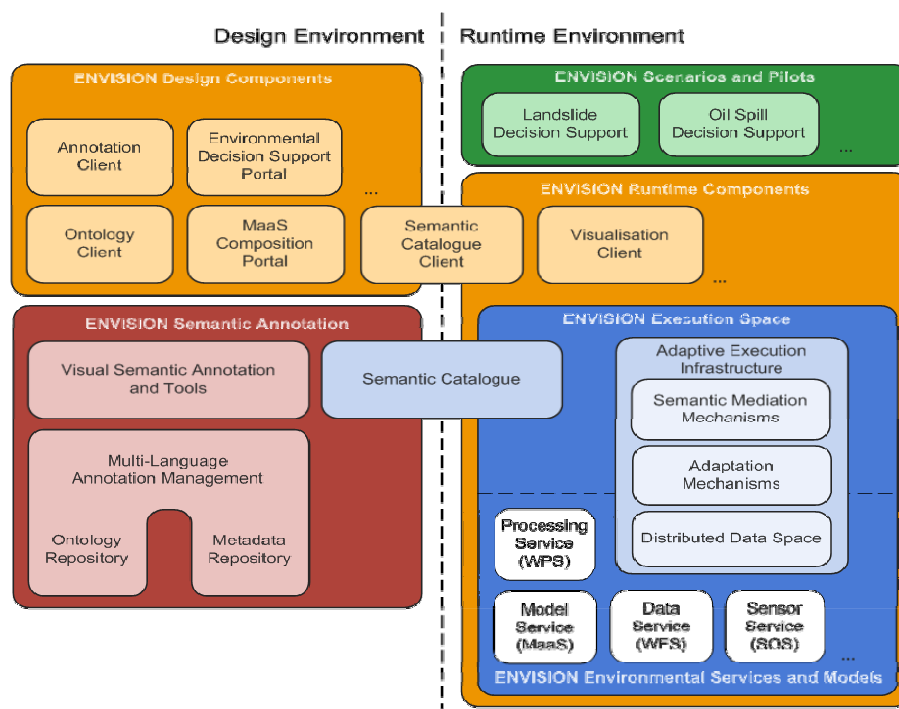 Design Environment
Runtime Environment
ENVISION Design Components
Annotation
Client
Environmental
Decision Support
Portal
...
Ontology
Client
MaaS
Composition
Portal
Semantic
Catalogue
Client
ENVISION Scenarios and Pilots
Landslide
Decision Support
Oil Spill
Decision Support
...
ENVISION Runtime Components
Visualisation
Client
...
ENVISION Semantic Annotation
Visual Semantic Annotation
and Tools
Semantic Catalogue
Multi-Language
Annotation Management
Ontology
Repository
Metadata
Repository
ENVISION Execution Space
Adaptive Execution
Infrastructure
Semantic Mediation
Mechanisms
Adaptation
Mechanisms
Distributed Data Space
Processing
Service
(WPS)
Model
Service
(MaaS)
Data
Service
(WFS)
Sensor
Service
(SOS)
...
ENVISION Environmental Services and Models